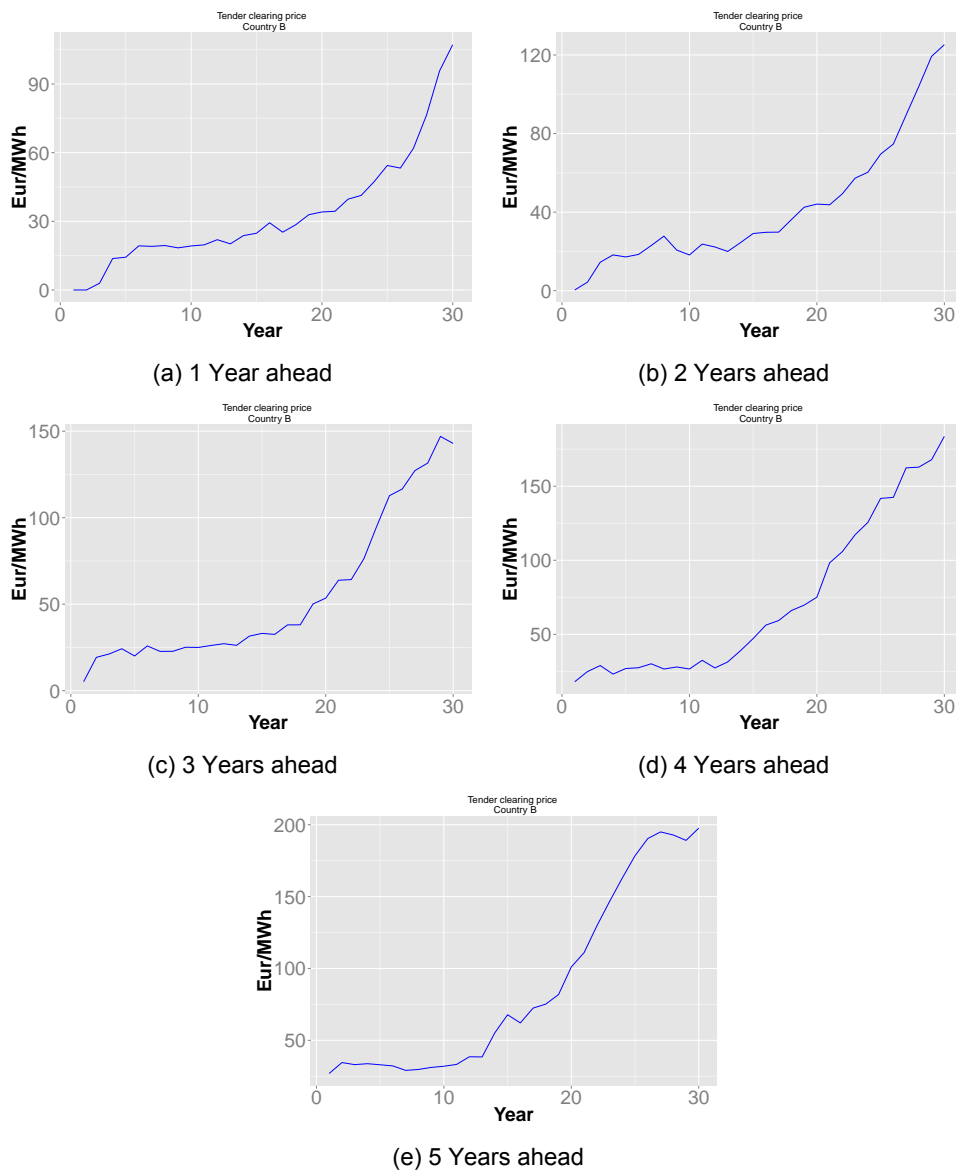 Tender clearing price
Country B
Eur/MWh
90
60
30
0
0
10
20
30
Year
(a) 1 Year ahead
Tender clearing price
Country B
Eur/MWh
120
80
40
0
0
10
20
30
Year
(b) 2 Years ahead
Tender clearing price
Country B
Eur/MWh
150
100
50
0
0
10
20
30
Year
(c) 3 Years ahead
Tender clearing price
Country B
Eur/MWh
150
100
50
0
10
20
30
Year
(d) 4 Years ahead
Tender clearing price
Country B
Eur/MWh
200
150
100
50
0
10
20
30
Year
(e) 5 Years ahead